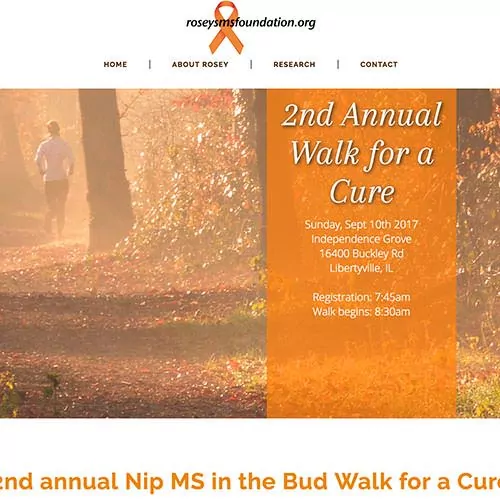 roseysmsfoundation.org
HOME | ABOUT ROSEY | RESEARCH | CONTACT
2nd Annual
Walk for a
Cure
Sunday, Sept 10th 2017
Independence Grove
16400 Buckley Rd
Libertyville, IL
Registration: 7:45am
Walk begins: 8:30am
2nd annual Nip MS in the Bud Walk for a Cur